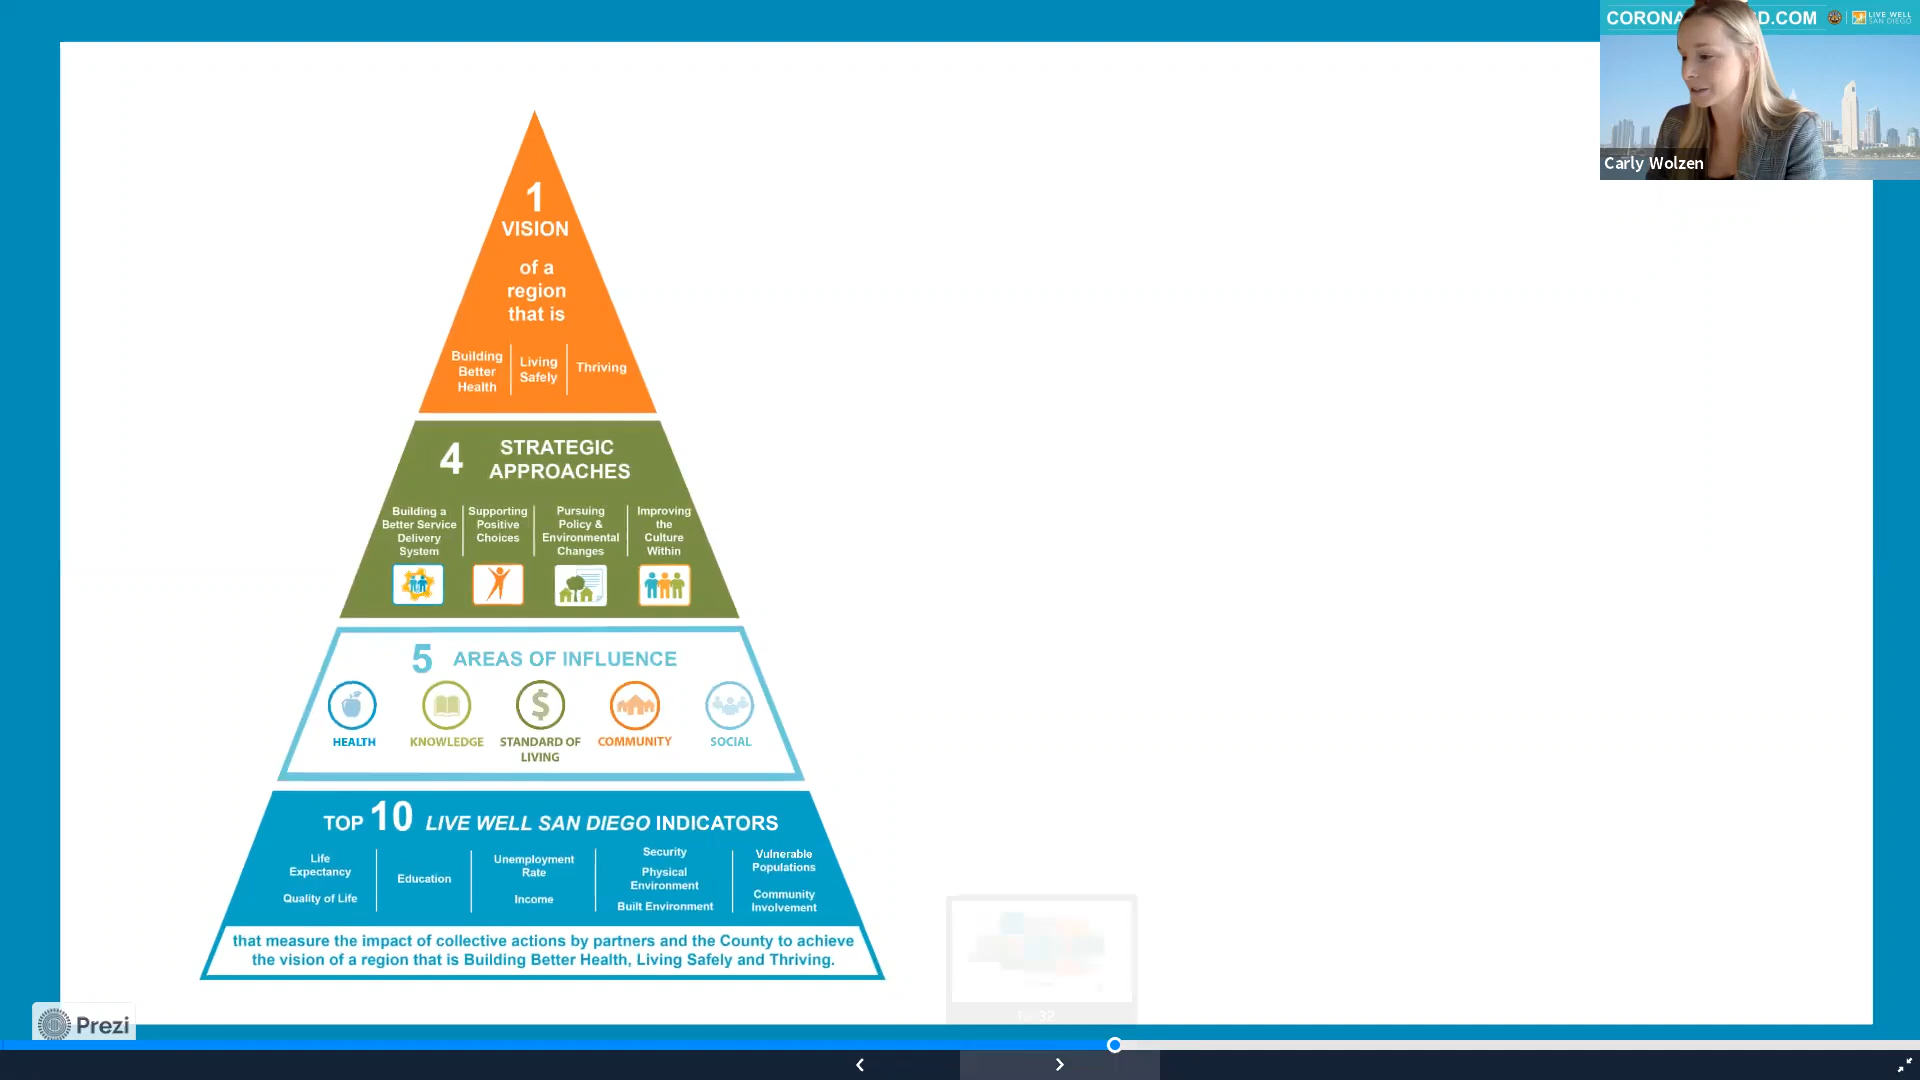 CORONA
D.COM
LIVE WELL
SAN DIEGO
Carly Wolzen
1
VISION
of a
region
that is
Building
Better
Health
Living
Safely
Thriving
4
STRATEGIC
APPROACHES
Building a
Better Service
Delivery
System
Supporting
Positive
Choices
Pursuing
Policy &
Environmental
Changes
Improving
the
Culture
Within
5 AREAS OF INFLUENCE
$
HEALTH
KNOWLEDGE
STANDARD OF
LIVING
COMMUNITY
SOCIAL
TOP 10 LIVE WELL SAN DIEGO INDICATORS
Life
Expectancy
Quality of Life
Education
Unemployment
Rate
Income
Security
Physical
Environment
Built Environment
Vulnerable
Populations
Community
Involvement
that measure the impact of collective actions by partners and the County to achieve
the vision of a region that is Building Better Health, Living Safely and Thriving.
Prezi